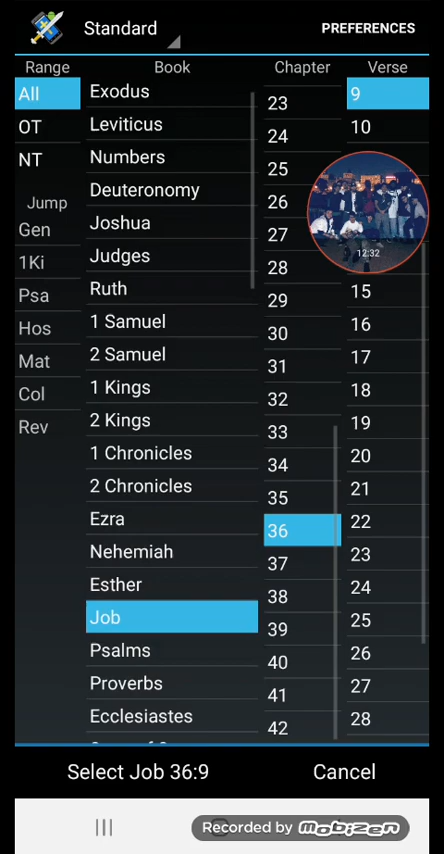 Standard
PREFERENCES
Range
Book
Chapter
Verse
All
OT
NT
Jump
Gen
1Ki
Psa
Hos
Mat
Col
Rev
Exodus
Leviticus
Numbers
Deuteronomy
Joshua
Judges
Ruth
1 Samuel
2 Samuel
1 Kings
2 Kings
1 Chronicles
2 Chronicles
Ezra
Nehemiah
Esther
Job
Psalms
Proverbs
Ecclesiastes
23
24
25
26
27
28
29
30
31
32
33
34
35
36
37
38
39
40
41
42
9
10
12:32
15
16
17
18
19
20
21
22
23
24
25
26
27
28
Select Job 36:9
Cancel
Recorded by MOBIZEN